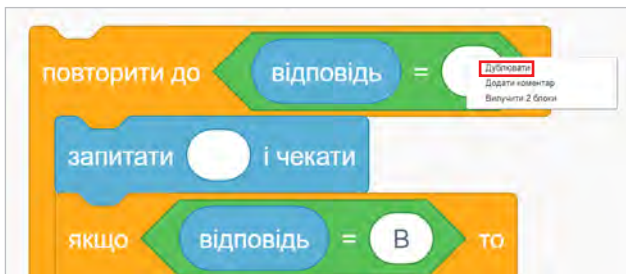 повторити до відповідь =
Дублювати
Додати коментар
Вилучити 2 блоки
запитати і чекати
якщо відповідь = В то